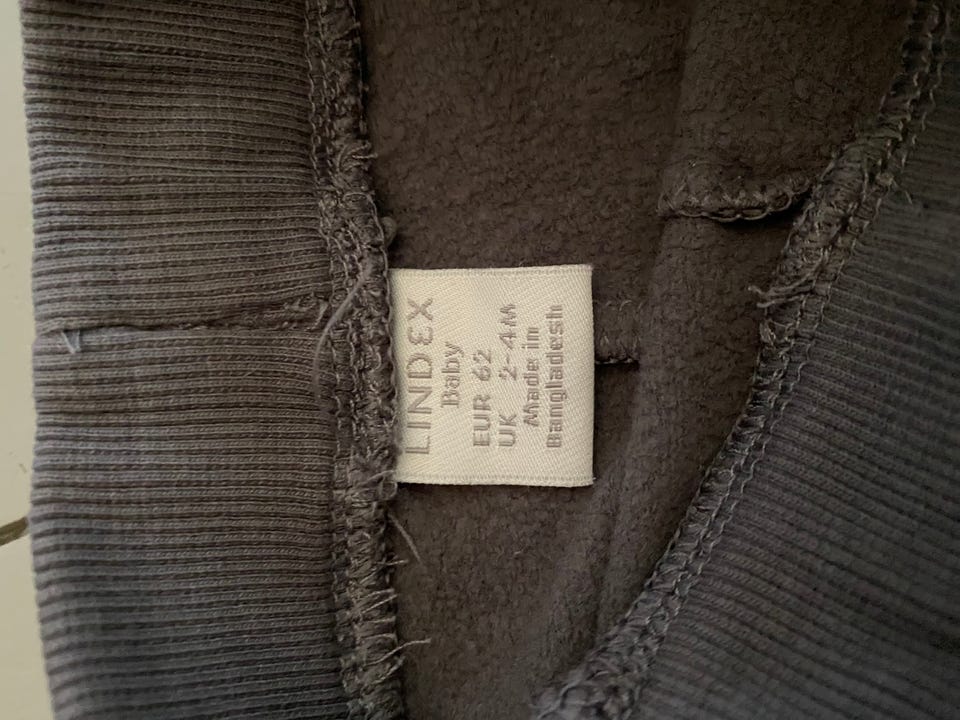 LINDEX
Baby
EUR 62
UK 2-4M
Made in
Bangladesh